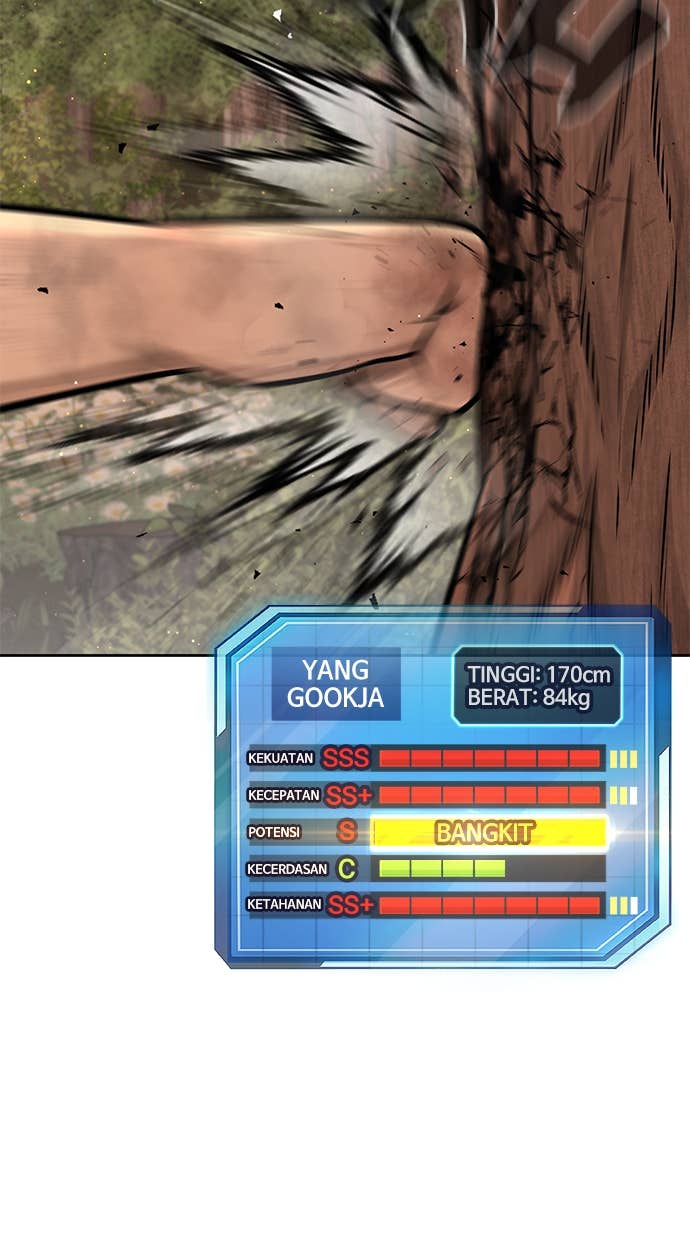 YANG
GOOKJA
TINGGI: 170cm
BERAT: 84kg
KEKUATAN SSS
KECEPATAN SS+
POTENSI S BANGKIT
KECERDASAN C
KETAHANAN SS+